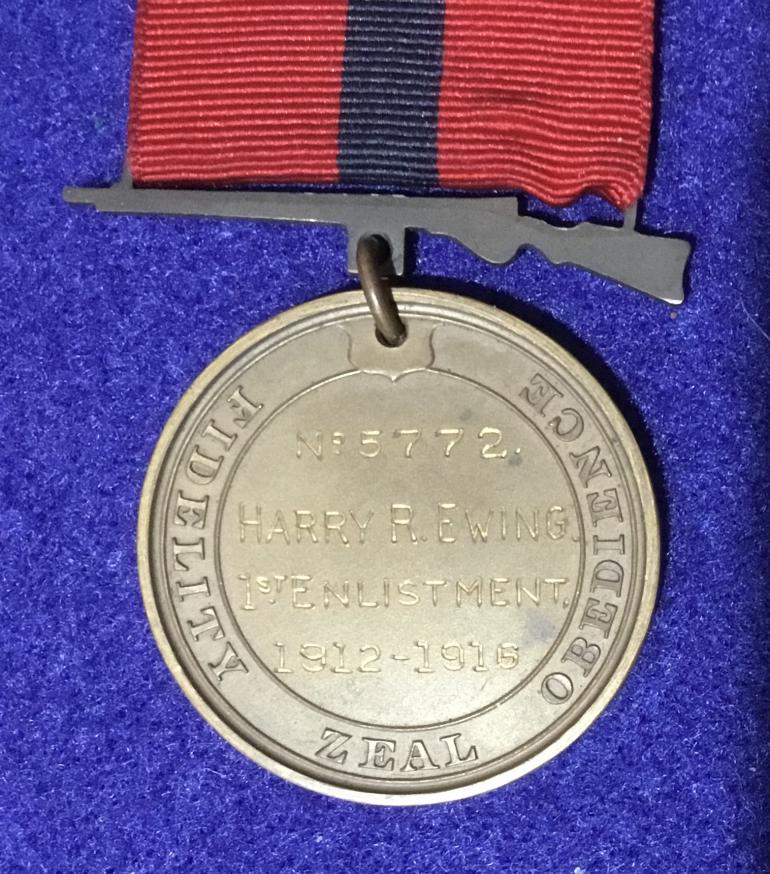 FIDELITY
ZEAL
OBEDIENCE
No 5772.
HARRY R. EWING.
1ST ENLISTMENT.
1912-1916